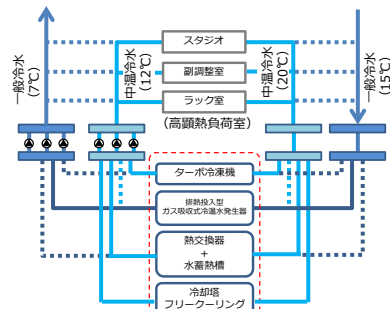 スタジオ
副調整室
ラック室
(高顕熱負荷室)
一般冷水
(7℃)
中温冷水
(12℃)
中温冷水
(20℃)
一般冷水
(15℃)
ターボ冷凍機
排熱投入型
ガス吸収式冷温水発生器
熱交換器
+
水蓄熱槽
冷却塔
フリークーリング